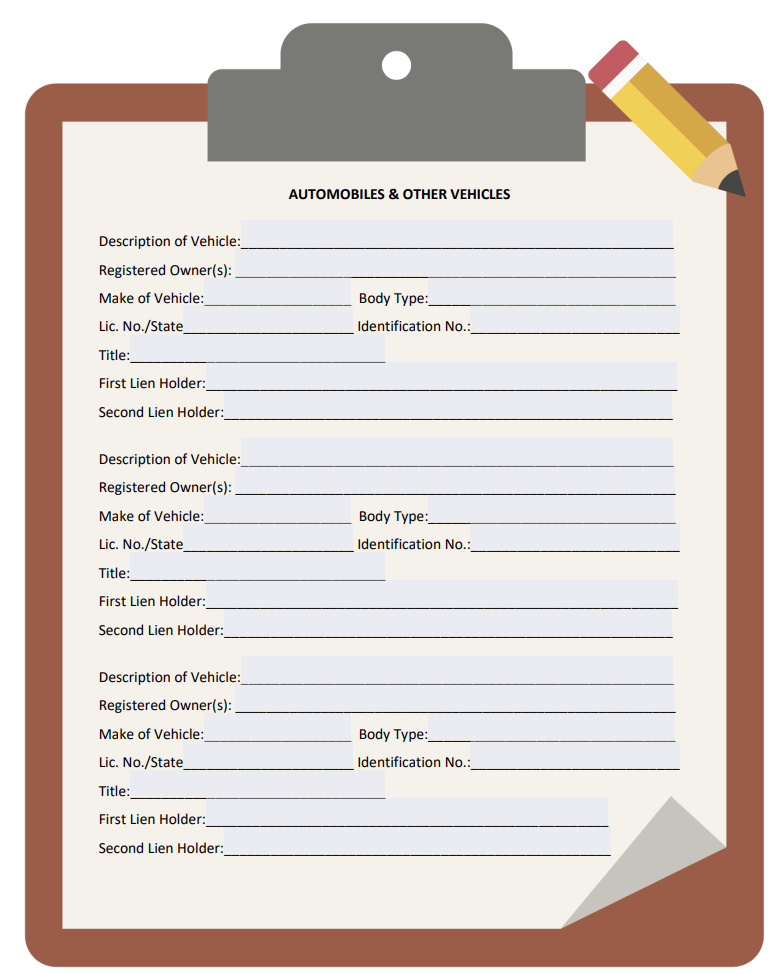 AUTOMOBILES & OTHER VEHICLES
Description of Vehicle:
Registered Owner(s):
Make of Vehicle: Body Type:
Lic. No./State Identification No.:
Title:
First Lien Holder:
Second Lien Holder:
Description of Vehicle:
Registered Owner(s):
Make of Vehicle: Body Type:
Lic. No./State Identification No.:
Title:
First Lien Holder:
Second Lien Holder:
Description of Vehicle:
Registered Owner(s):
Make of Vehicle: Body Type:
Lic. No./State Identification No.:
Title:
First Lien Holder:
Second Lien Holder: